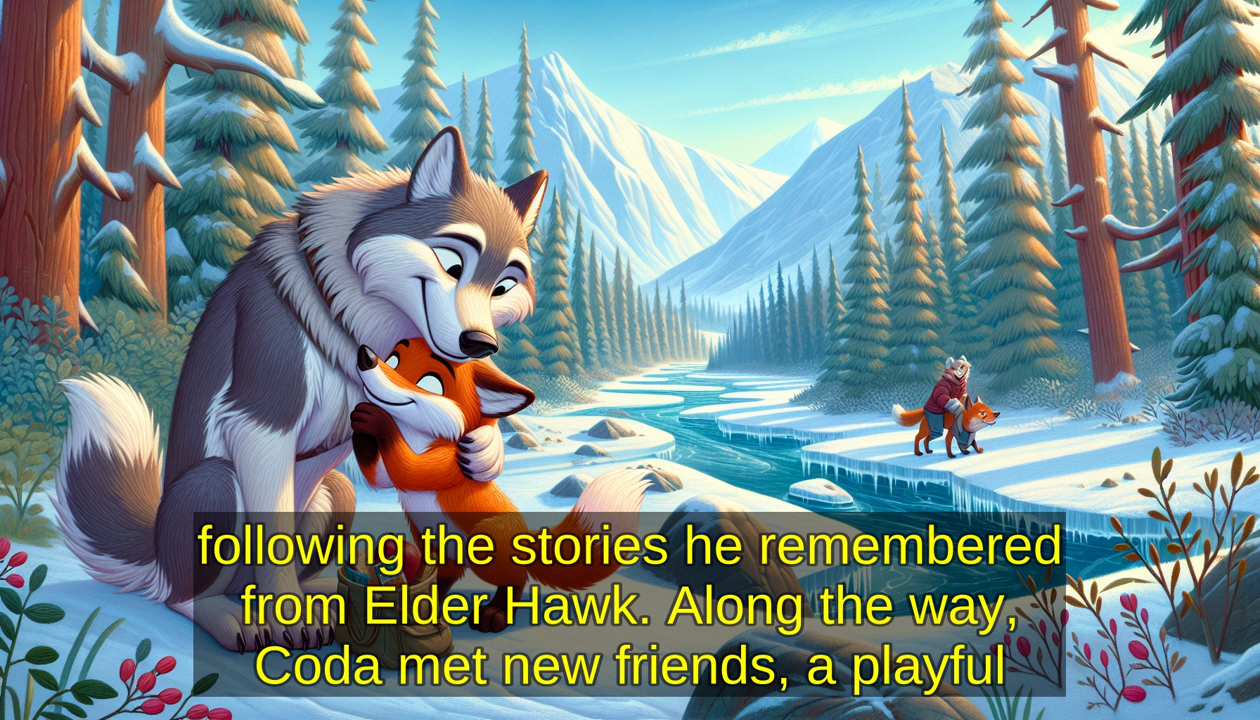 following the stories he remembered
from Elder Hawk. Along the way,
Coda met new friends, a playful